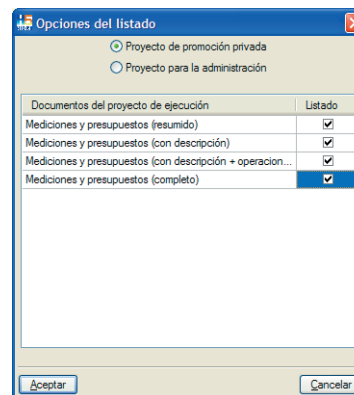 Opciones del listado
Proyecto de promoción privada
Proyecto para la administración
Documentos del proyecto de ejecución Listado
Mediciones y presupuestos (resumido)
Mediciones y presupuestos (con descripción)
Mediciones y presupuestos (con descripción + operacion...
Mediciones y presupuestos (completo)
Aceptar Cancelar